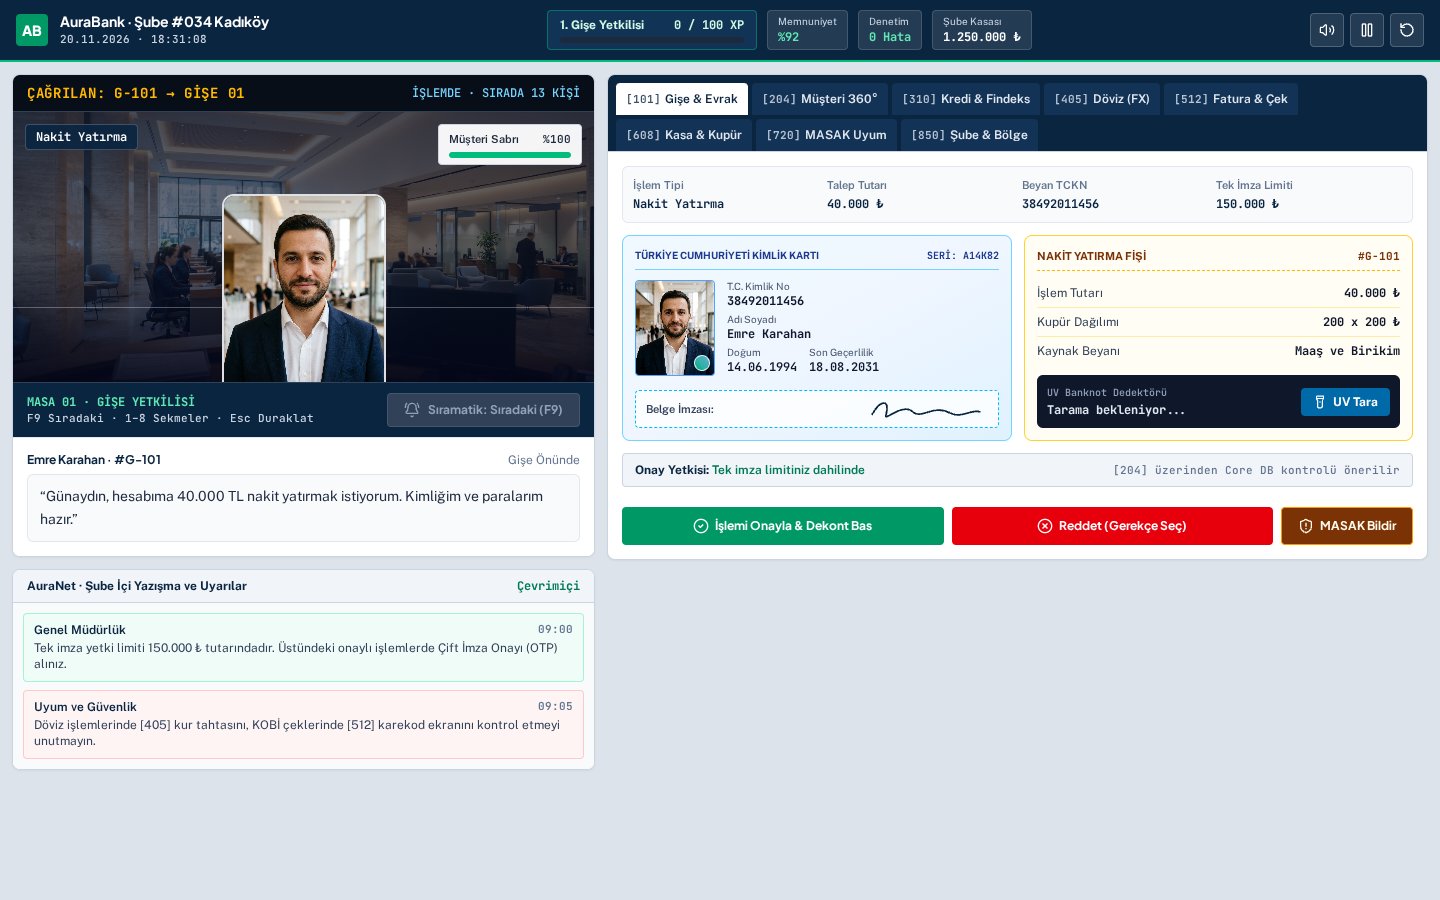 AB
AuraBank · Şube #034 Kadıköy
20.11.2026 · 18:31:08
1. Gişe Yetkilisi 0 / 100 XP
Memnuniyet
%92
Denetim
0 Hata
Şube Kasası
1.250.000 ₺
ÇAĞRILAN: G-101 → GİŞE 01
İŞLEMDE · SIRADA 13 KİŞİ
Nakit Yatırma
Müşteri Sabrı %100
MASA 01 · GİŞE YETKİLİSİ
F9 Sıradaki · 1-8 Sekmeler · Esc Duraklat
Sıramatik: Sıradaki (F9)
Emre Karahan · #G-101
Gişe Önünde
“Günaydın, hesabıma 40.000 TL nakit yatırmak istiyorum. Kimliğim ve paralarım
hazır.”
AuraNet · Şube İçi Yazışma ve Uyarılar
Çevrimiçi
Genel Müdürlük 09:00
Tek imza yetki limiti 150.000 ₺ tutarındadır. Üstündeki onaylı işlemlerde Çift İmza Onayı (OTP)
alınız.
Uyum ve Güvenlik 09:05
Döviz işlemlerinde [405] kur tahtasını, KOBİ çeklerinde [512] karekod ekranını kontrol etmeyi
unutmayın.
[101] Gişe & Evrak
[204] Müşteri 360°
[310] Kredi & Findeks
[405] Döviz (FX)
[512] Fatura & Çek
[608] Kasa & Kupür
[720] MASAK Uyum
[850] Şube & Bölge
İşlem Tipi
Nakit Yatırma
Talep Tutarı
40.000 ₺
Beyan TCKN
38492011456
Tek İmza Limiti
150.000 ₺
TÜRKİYE CUMHURİYETİ KİMLİK KARTI
SERİ: A14K82
T.C. Kimlik No
38492011456
Adı Soyadı
Emre Karahan
Doğum
14.06.1994
Son Geçerlilik
18.08.2031
Belge İmzası:
NAKİT YATIRMA FİŞİ
#G-101
İşlem Tutarı 40.000 ₺
Kupür Dağılımı 200 x 200 ₺
Kaynak Beyanı Maaş ve Birikim
UV Banknot Dedektörü
Tarama bekleniyor...
UV Tara
Onay Yetkisi: Tek imza limitiniz dahilinde
[204] üzerinden Core DB kontrolü önerilir
İşlemi Onayla & Dekont Bas
Reddet (Gerekçe Seç)
MASAK Bildir